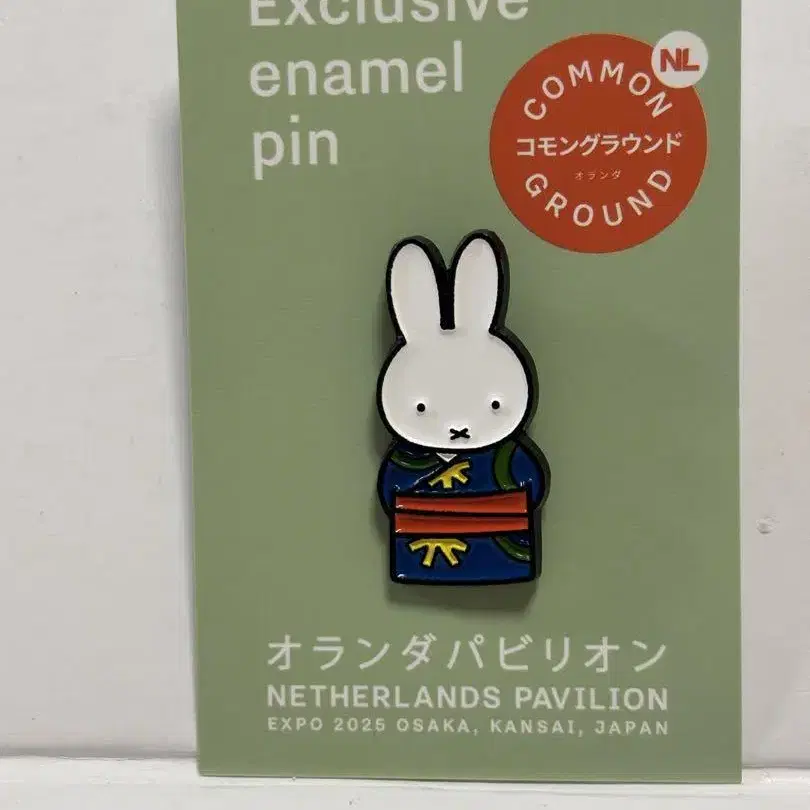 Exclusive
enamel
pin
NL
COMMON
コモングラウンド
オランダ
GROUND
オランダパビリオン
NETHERLANDS PAVILION
EXPO 2025 OSAKA, KANSAI, JAPAN